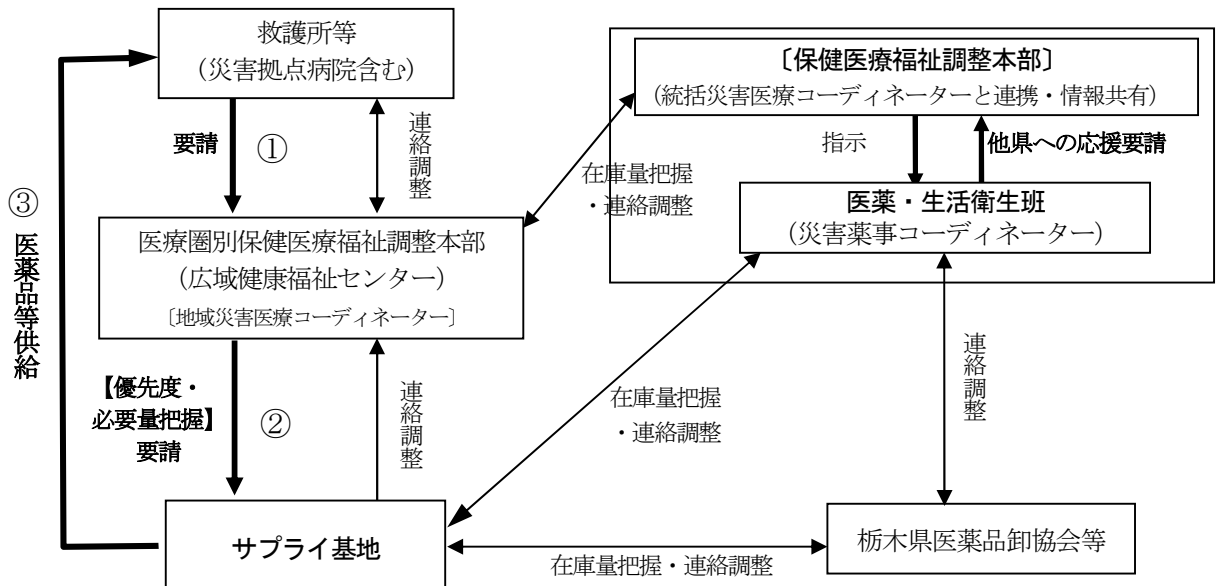 救護所等
（災害拠点病院含む）
〔保健医療福祉調整本部〕
（統括災害医療コーディネーターと連携・情報共有）
要請
①
連絡調整
指示
他県への応援要請
在庫量把握
・連絡調整
医薬・生活衛生班
（災害薬事コーディネーター）
③
医薬品等供給
医療圏別保健医療福祉調整本部
（広域健康福祉センター）
〔地域災害医療コーディネーター〕
【優先度・
必要量把握】
要請
②
連絡調整
在庫量把握
・連絡調整
連絡調整
サプライ基地
在庫量把握・連絡調整
栃木県医薬品卸協会等